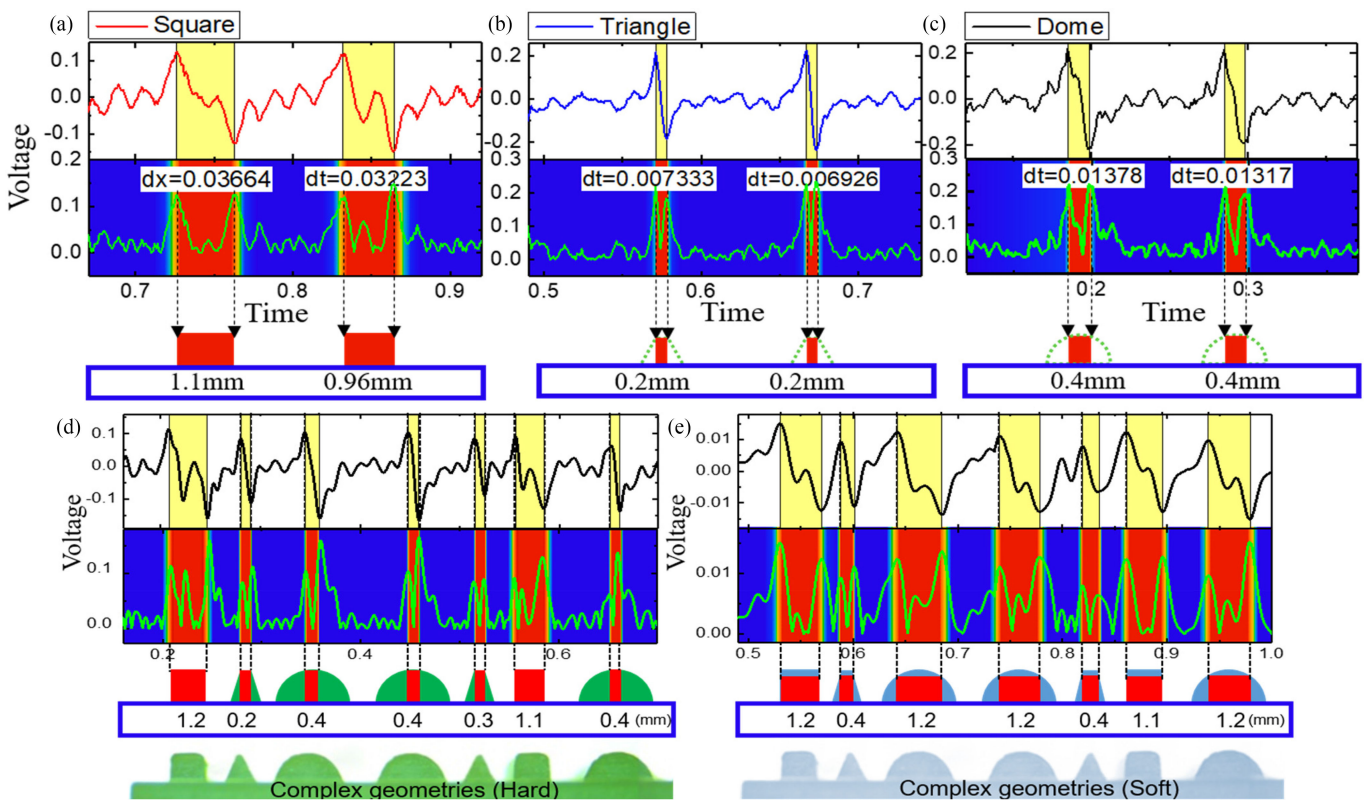 (a) Square
(b) Triangle
(c) Dome
Voltage
0.1
0.0
-0.1
0.2
0.1
0.0
dx=0.03664 dt=0.03223
0.7 0.8 0.9
Time
1.1mm 0.96mm
0.2
0.0
-0.2
0.3
0.2
0.1
0.0
dt=0.007333 dt=0.006926
0.5 0.6 0.7
Time
0.2mm 0.2mm
0.2
0.0
-0.2
0.3
0.2
0.1
0.0
dt=0.01378 dt=0.01317
0.2 0.3
Time
0.4mm 0.4mm
(d)
Voltage
0.1
0.0
-0.1
0.1
0.0
0.2 0.4 0.6
1.2 0.2 0.4 0.4 0.3 1.1 0.4 (mm)
Complex geometries (Hard)
(e)
Voltage
0.01
0.00
-0.01
0.01
0.00
0.5 0.6 0.7 0.8 0.9 1.0
1.2 0.4 1.2 1.2 0.4 1.1 1.2 (mm)
Complex geometries (Soft)